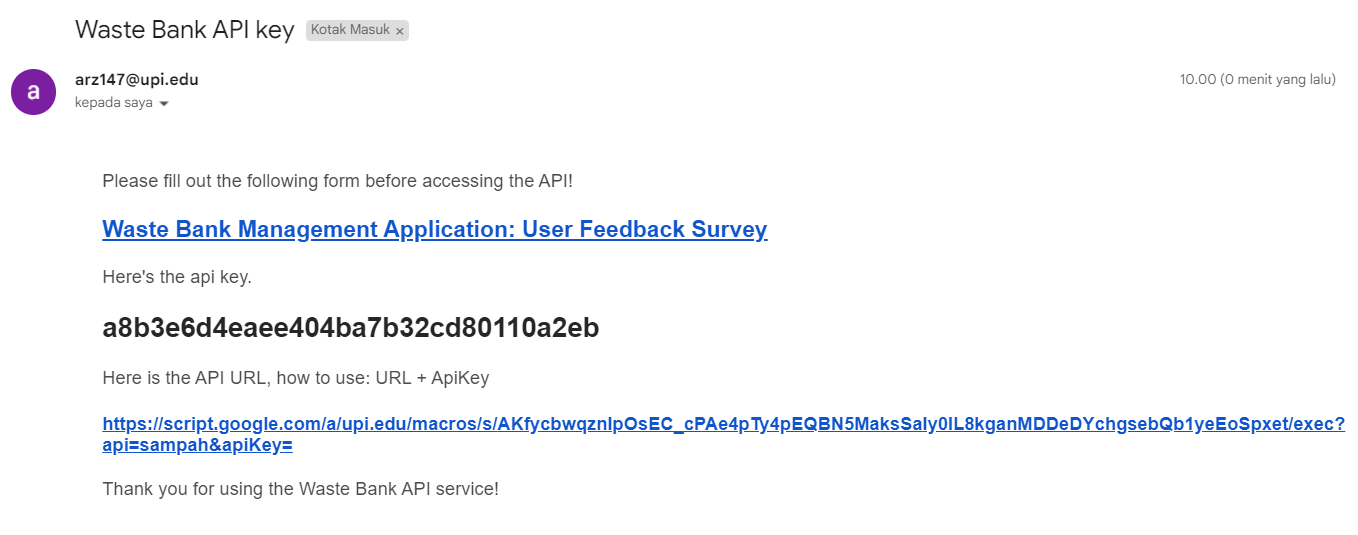 Waste Bank API key Kotak Masuk ×
a
arz147@upi.edu
10.00 (0 menit yang lalu)
kepada saya
Please fill out the following form before accessing the API!
Waste Bank Management Application: User Feedback Survey
Here's the api key.
a8b3e6d4eaee404ba7b32cd80110a2eb
Here is the API URL, how to use: URL + ApiKey
https://script.google.com/a/upi.edu/macros/s/AKfycbwqznIpOsEC_cPAe4pTy4pEQBN5MaksSaly0IL8kganMDDeDYchgsebQb1yeEoSpxet/exec?
api=sampah&apiKey=
Thank you for using the Waste Bank API service!